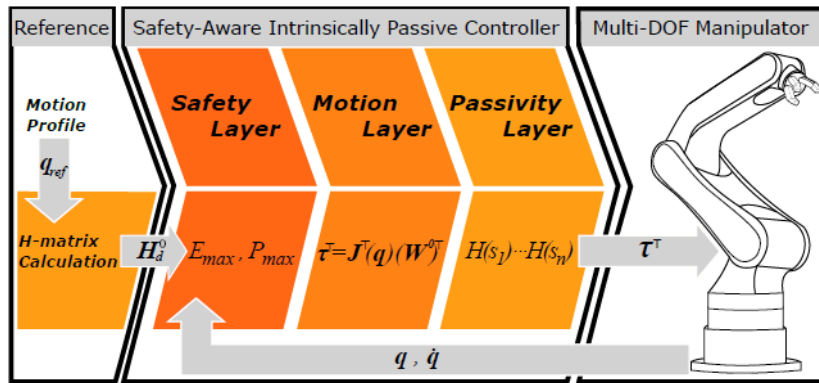 Reference
Safety-Aware Intrinsically Passive Controller
Multi-DOF Manipulator
Motion
Profile
q_ref
H-matrix
Calculation
H_d^0
Safety
Layer
E_max , P_max
Motion
Layer
τ^T=J^T(q)(W^0T)^T
Passivity
Layer
H(s_1)···H(s_n)
τ^T
q , q̇